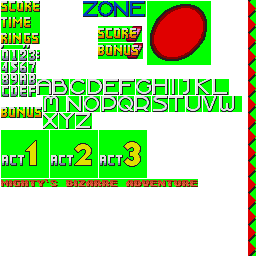 SCORE
TIME
RINGS
ZONE
SCORE
BONUS
0123
4567
89AB
CDEF
BONUS
ABCDEFGHIJKL
MNOPQRSTUVW
XYZ
ACT 1
ACT 2
ACT 3
MIGHTY'S BIZARRE ADVENTURE